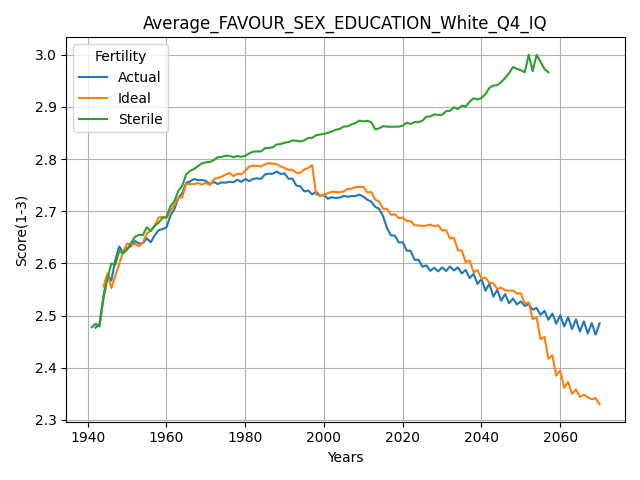 Average_FAVOUR_SEX_EDUCATION_White_Q4_IQ
Fertility
Actual
Ideal
Sterile
Score(1-3)
3.0
2.9
2.8
2.7
2.6
2.5
2.4
2.3
1940 1960 1980 2000 2020 2040 2060
Years